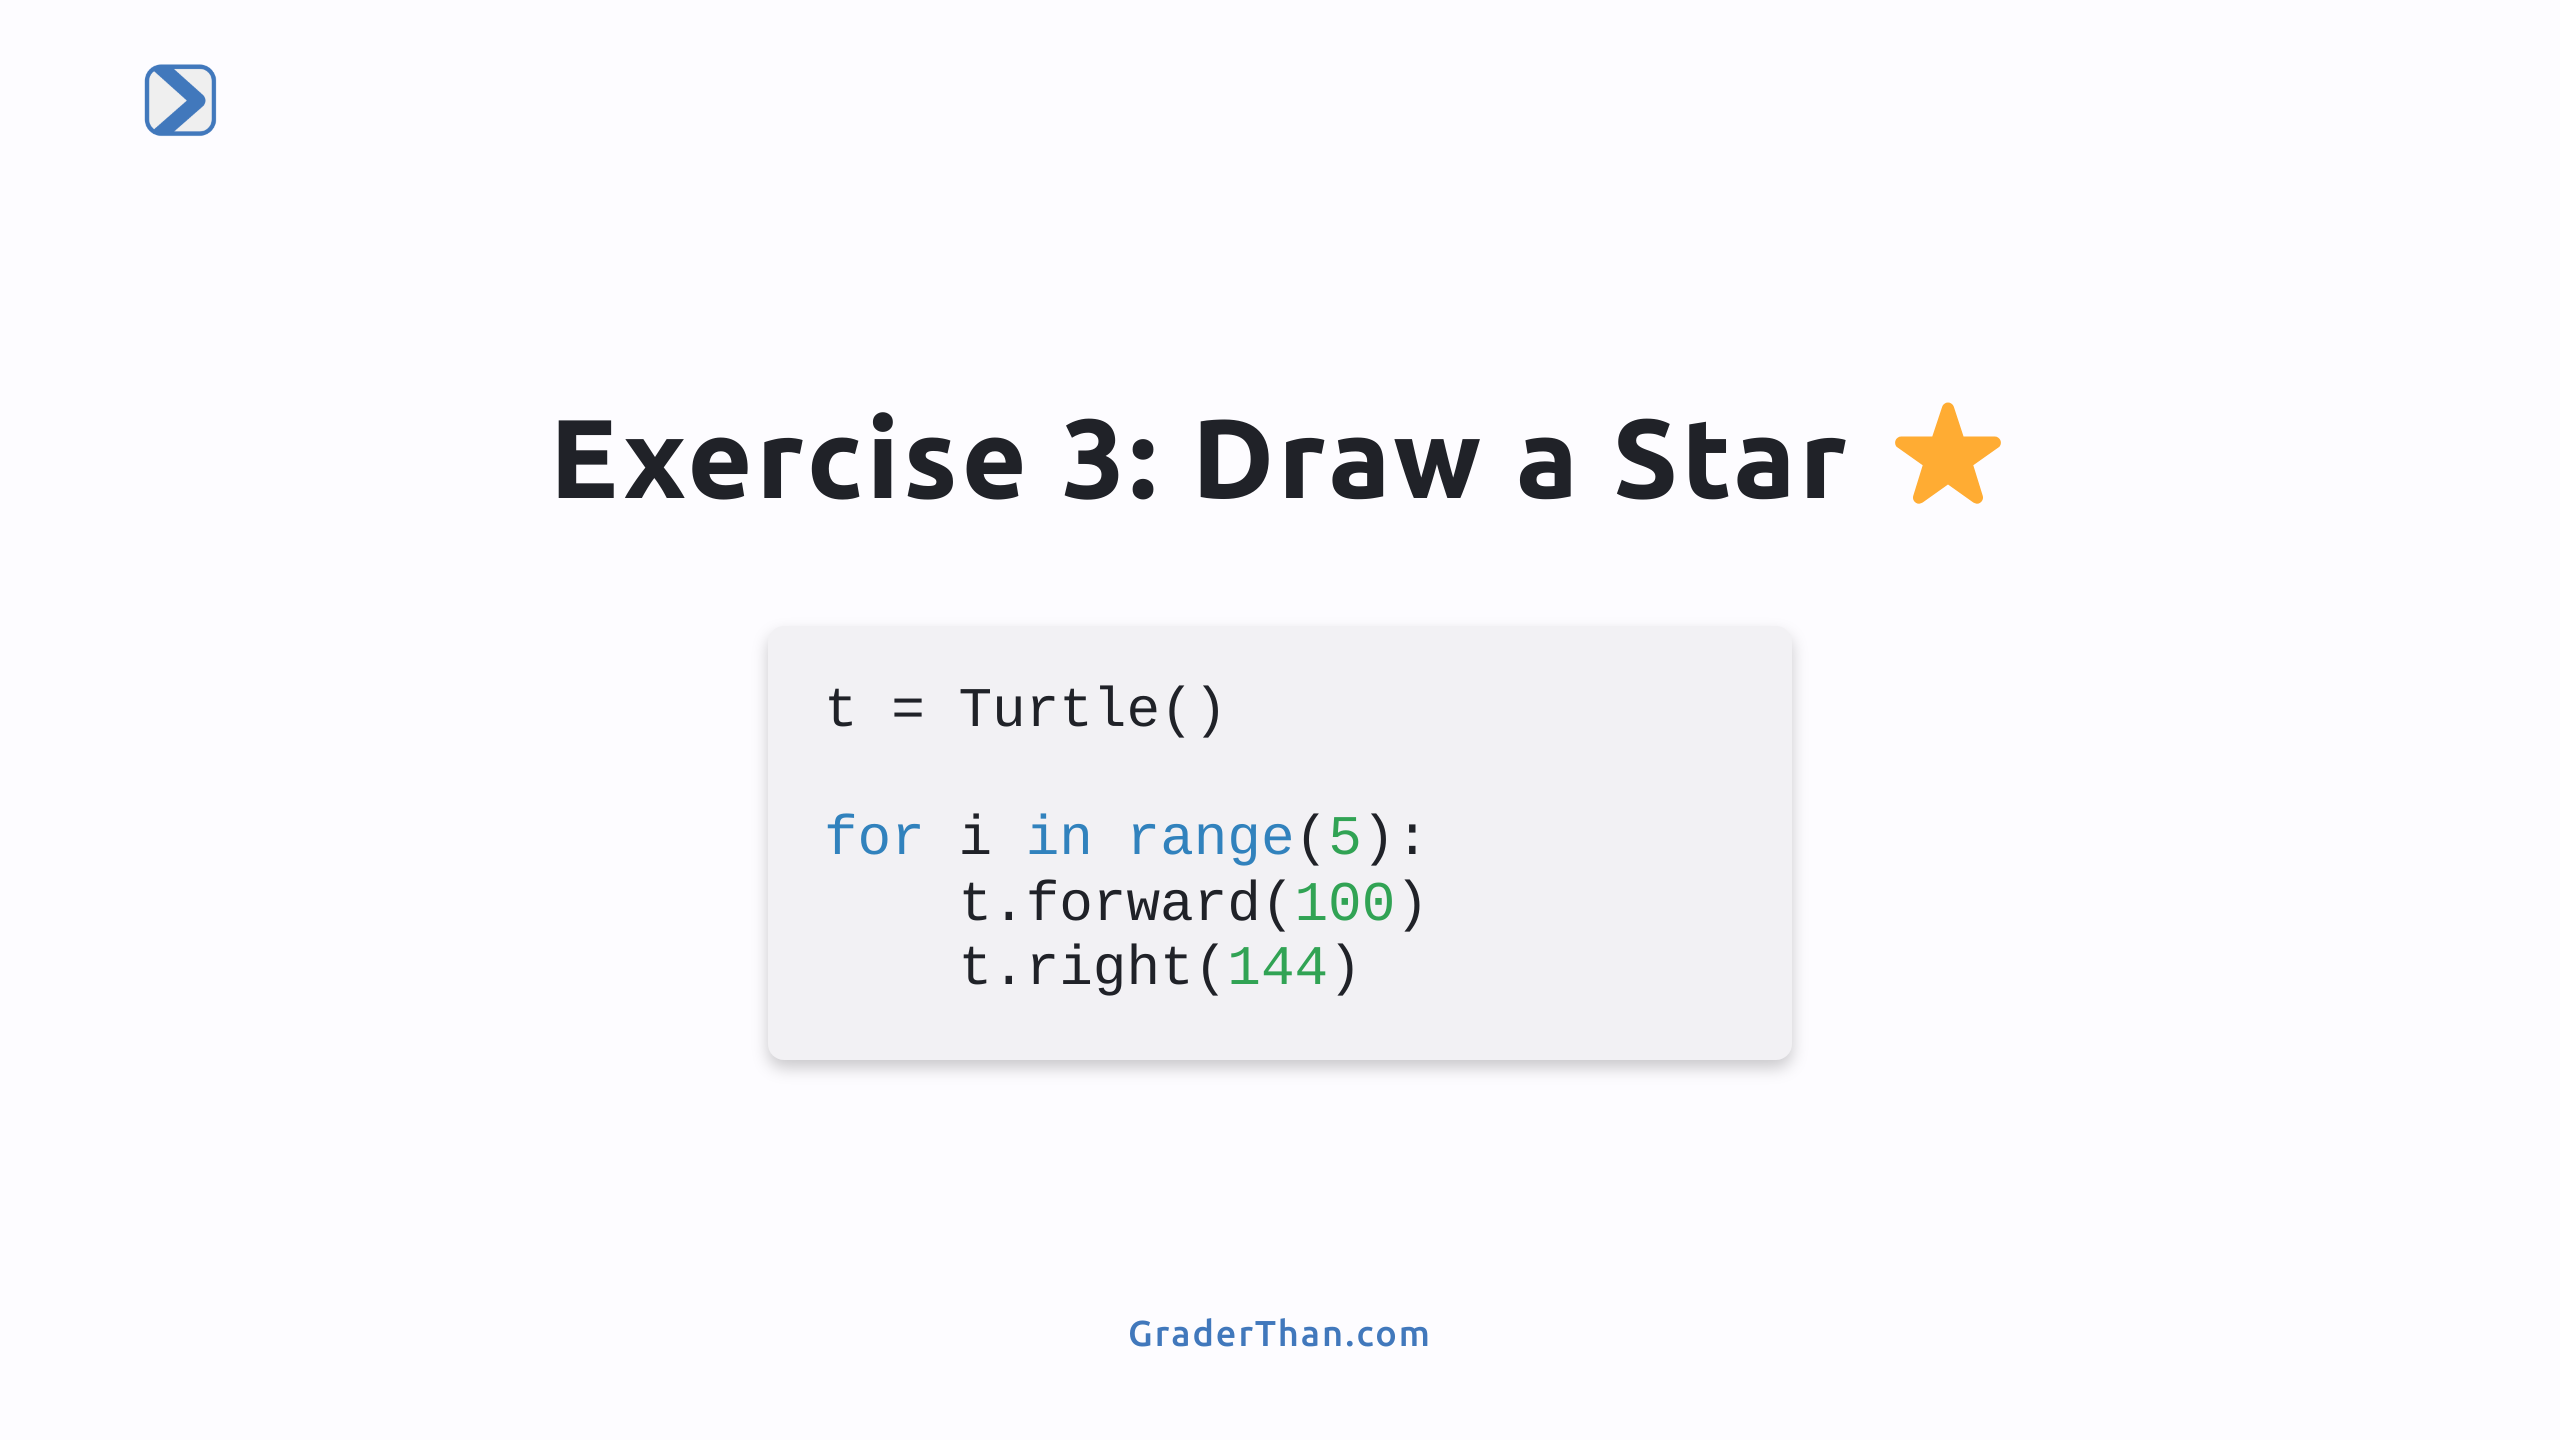 Exercise 3: Draw a Star ⭐
t = Turtle()
for i in range(5):
    t.forward(100)
    t.right(144)
GraderThan.com